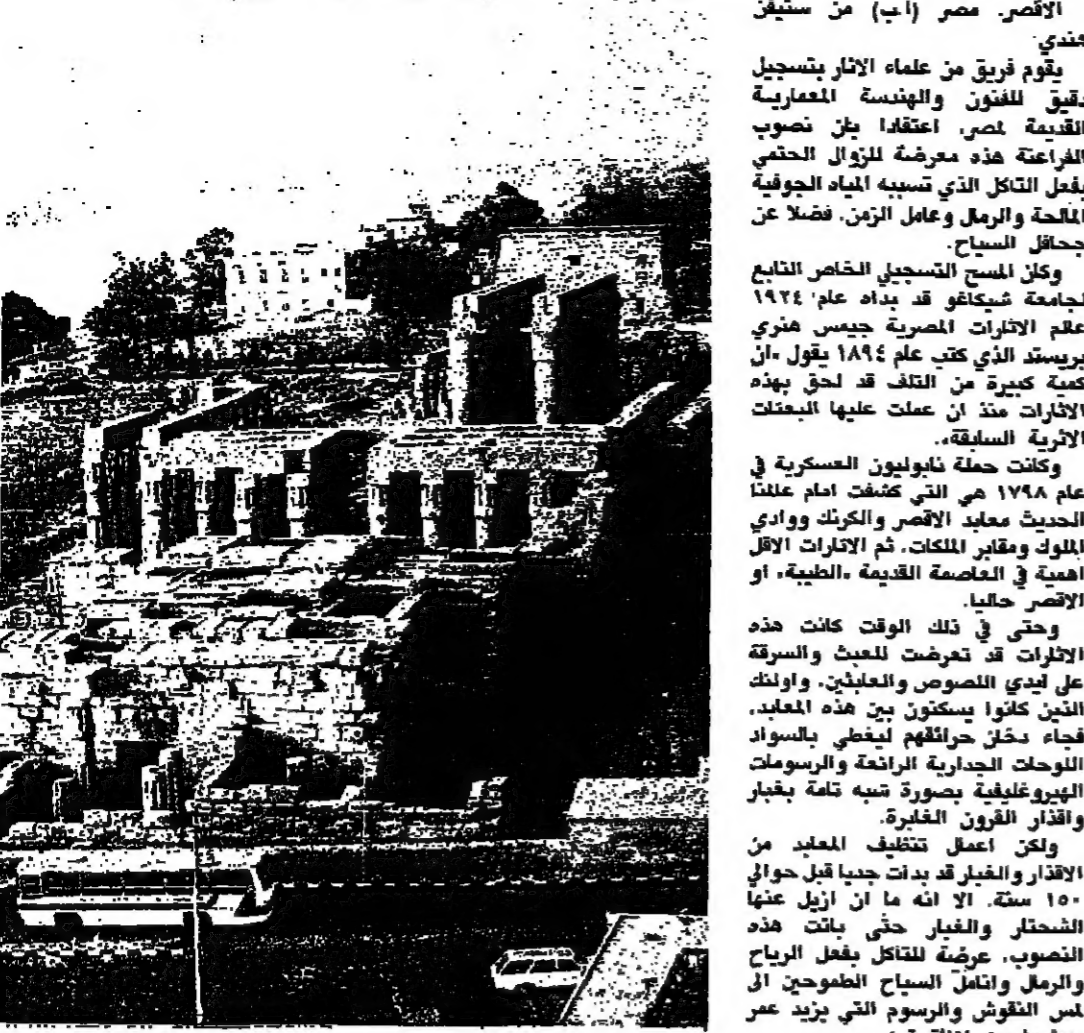 الاقصر. مصر (أ.ب) من ستيفن
يقوم فريق من علماء الاثار بتسجيل
دقيق للفنون والهندسة المعمارية
القديمة لمصر، اعتقادا بان نصوب
الفراعنة هذه معرضة للزوال الحتمي
بفعل التاكل الذي تسببه المياه الجوفية
المالحة والرمال وعامل الزمن. فضلا عن
جحافل السياح.
وكان المسح التسجيلي الخاص التابع
لجامعة شيكاغو قد بداه عام ١٩٢٤
عالم الاثارات المصرية جيمس هنري
بريستد الذي كتب عام ١٨٩٤ يقول «ان
كمية كبيرة من التلف قد لحق بهذه
الاثارات منذ ان عملت عليها البعثات
الاثرية السابقة».
وكانت حملة نابوليون العسكرية في
عام ١٧٩٨ هي التي كشفت امام عالمنا
الحديث معابد الاقصر والكرنك ووادي
الملوك ومقابر الملكات، ثم الاثارات الاقل
اهمية في العاصمة القديمة «الطيبة» أو
الاقصر حاليا.
وحتى في ذلك الوقت كانت هذه
الاثارات قد تعرضت للعبث والسرقة
على ايدي اللصوص والعابثين. واولئك
الذين كانوا يسكنون بين هذه المعابد،
فجاء دخان حرائقهم ليغطي بالسواد
اللوحات الجدارية الرائعة والرسومات
الهيروغليفية بصورة شبه تامة بغبار
واقذار القرون الغابرة.
ولكن اعمال تنظيف المعابد من
الاقذار والغبار قد بدات جديا قبل حوالي
١٥٠ سنة. الا انه ما ان ازيل عنها
الشحتار والغبار حتى باتت هذه
النصوب، عرضة للتاكل بفعل الرياح
والرمال وانامل السياح الطموحين الى
لمس النقوش والرسوم التي يزيد عمر